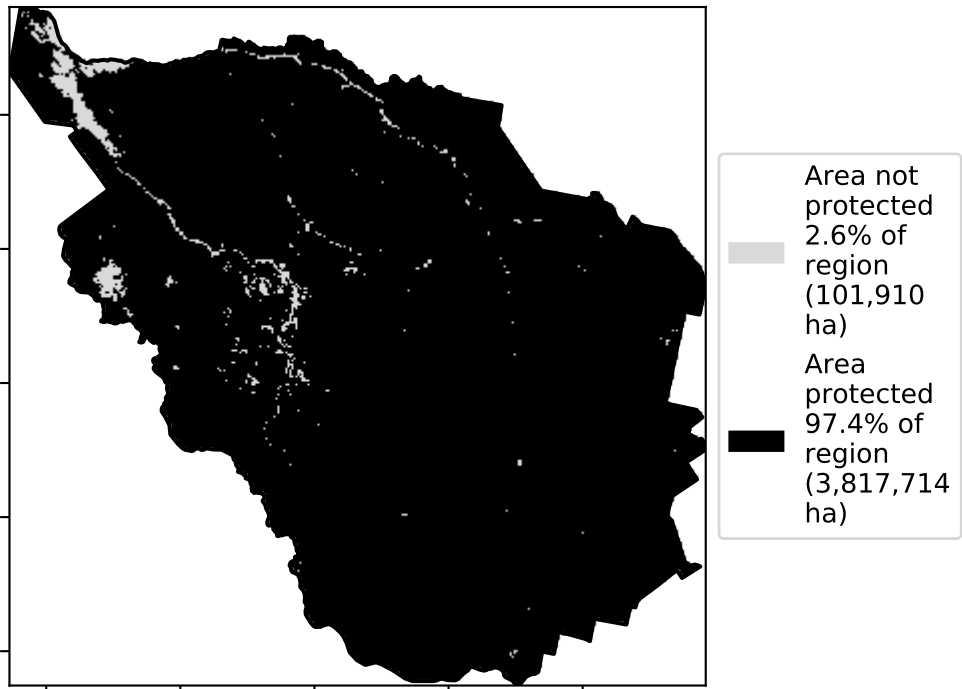 Area not
protected
2.6% of
region
(101,910
ha)
Area
protected
97.4% of
region
(3,817,714
ha)